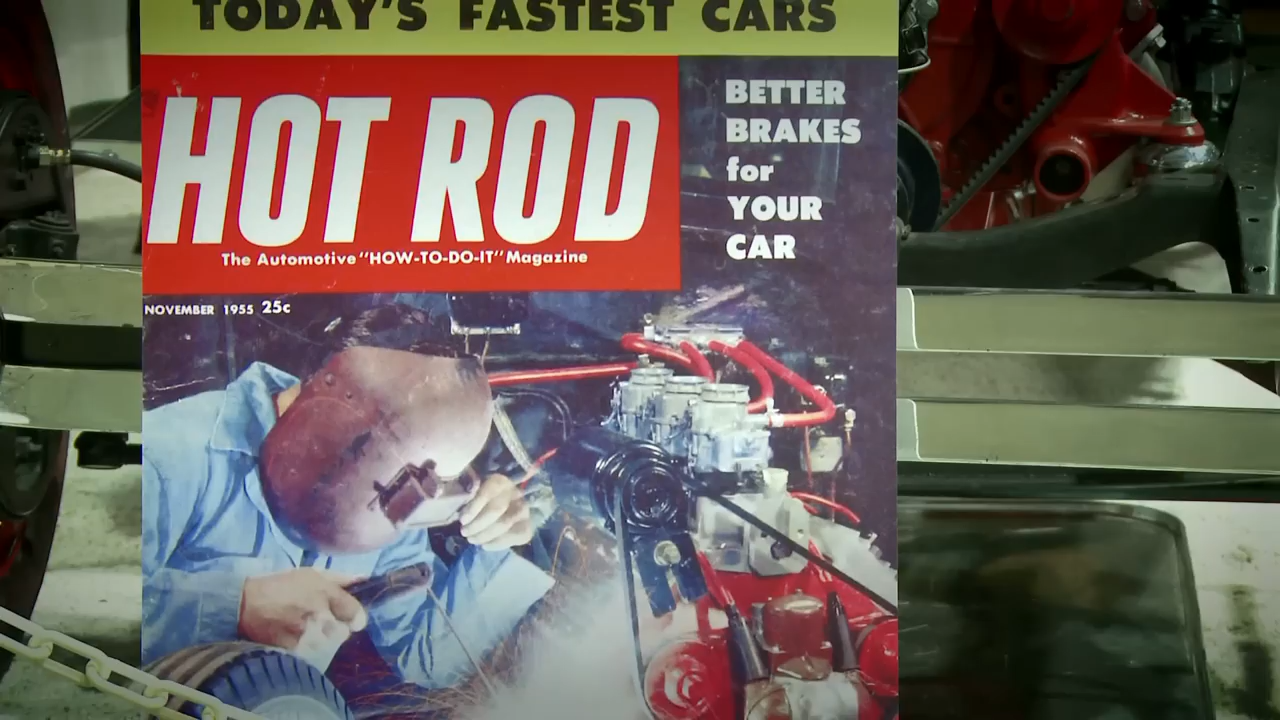 TODAY'S FASTEST CARS
HOT ROD
The Automotive "HOW-TO-DO-IT" Magazine
NOVEMBER 1955 25c
BETTER
BRAKES
for
YOUR
CAR